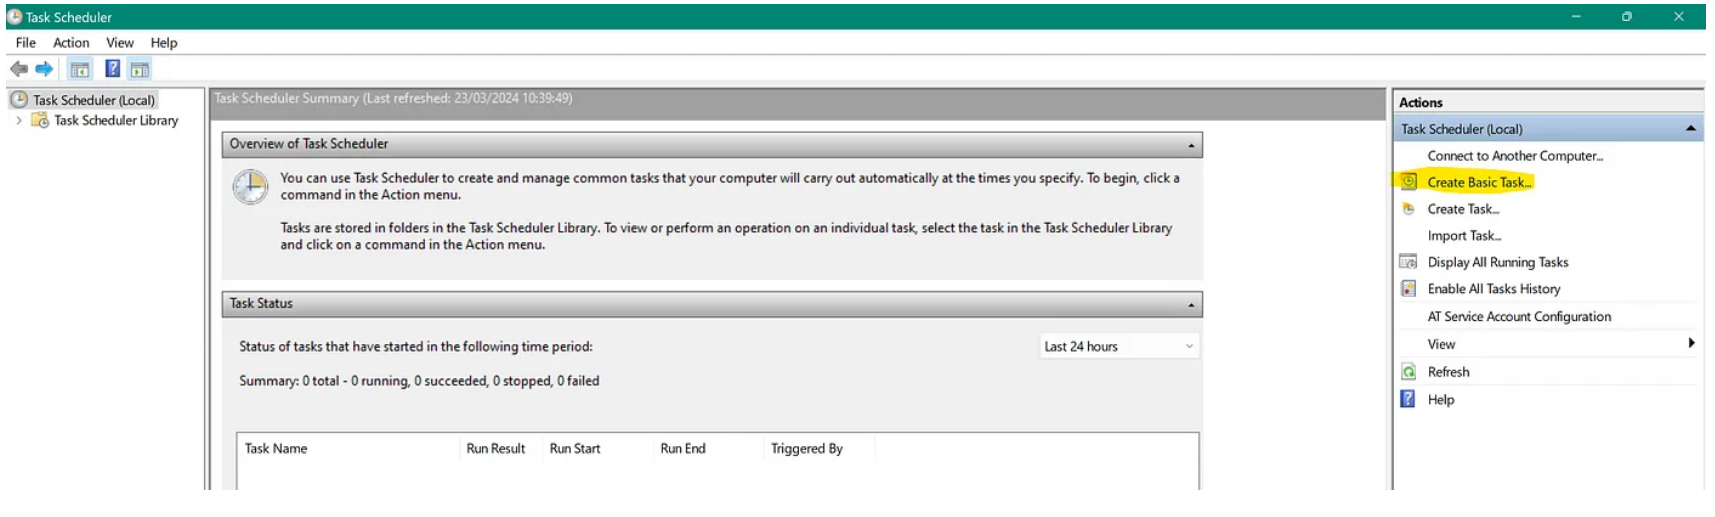 Task Scheduler
File Action View Help
Task Scheduler (Local)
Task Scheduler Library
Task Scheduler Summary (Last refreshed: 23/03/2024 10:39:49)
Overview of Task Scheduler
You can use Task Scheduler to create and manage common tasks that your computer will carry out automatically at the times you specify. To begin, click a
command in the Action menu.
Tasks are stored in folders in the Task Scheduler Library. To view or perform an operation on an individual task, select the task in the Task Scheduler Library
and click on a command in the Action menu.
Task Status
Status of tasks that have started in the following time period:
Last 24 hours
Summary: 0 total - 0 running, 0 succeeded, 0 stopped, 0 failed
Task Name Run Result Run Start Run End Triggered By
Actions
Task Scheduler (Local)
Connect to Another Computer...
Create Basic Task...
Create Task...
Import Task...
Display All Running Tasks
Enable All Tasks History
AT Service Account Configuration
View
Refresh
Help